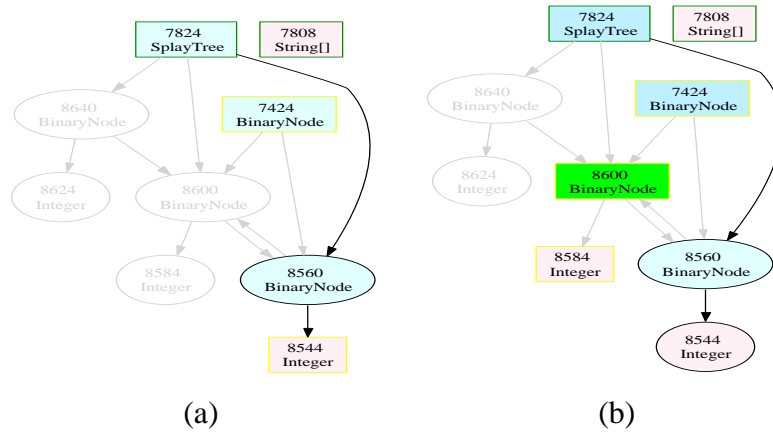 7824
SplayTree
7808
String[]
8640
BinaryNode
7424
BinaryNode
8624
Integer
8600
BinaryNode
8584
Integer
8560
BinaryNode
8544
Integer
(a)
7824
SplayTree
7808
String[]
8640
BinaryNode
7424
BinaryNode
8624
Integer
8600
BinaryNode
8584
Integer
8560
BinaryNode
8544
Integer
(b)